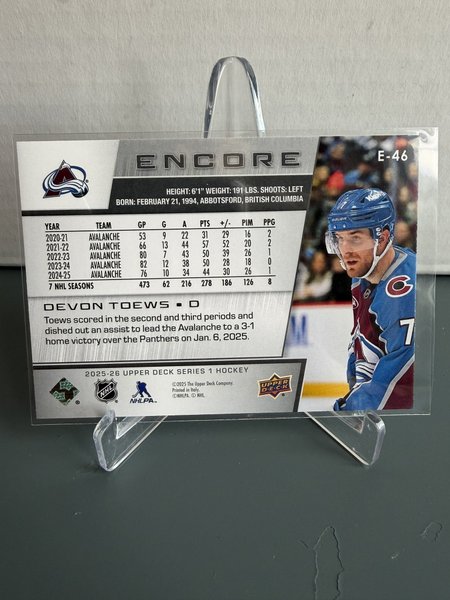 ENCORE
E-46
HEIGHT: 6'1" WEIGHT: 191 LBS. SHOOTS: LEFT
BORN: FEBRUARY 21, 1994, ABBOTSFORD, BRITISH COLUMBIA
YEAR TEAM GP G A PTS +/- PIM PPG
2020-21 AVALANCHE 53 9 22 31 29 16 2
2021-22 AVALANCHE 66 13 44 57 52 20 2
2022-23 AVALANCHE 80 7 43 50 39 26 1
2023-24 AVALANCHE 82 12 38 50 28 18 0
2024-25 AVALANCHE 76 10 34 44 30 26 1
7 NHL SEASONS 473 62 216 278 186 126 8
DEVON TOEWS • D
Toews scored in the second and third periods and
dished out an assist to lead the Avalanche to a 3-1
home victory over the Panthers on Jan. 6, 2025.
2025-26 UPPER DECK SERIES 1 HOCKEY
NHL
NHLPA
©2025 The Upper Deck Company.
Printed in Italy.
©NHLPA. © NHL.
UPPER DECK
7